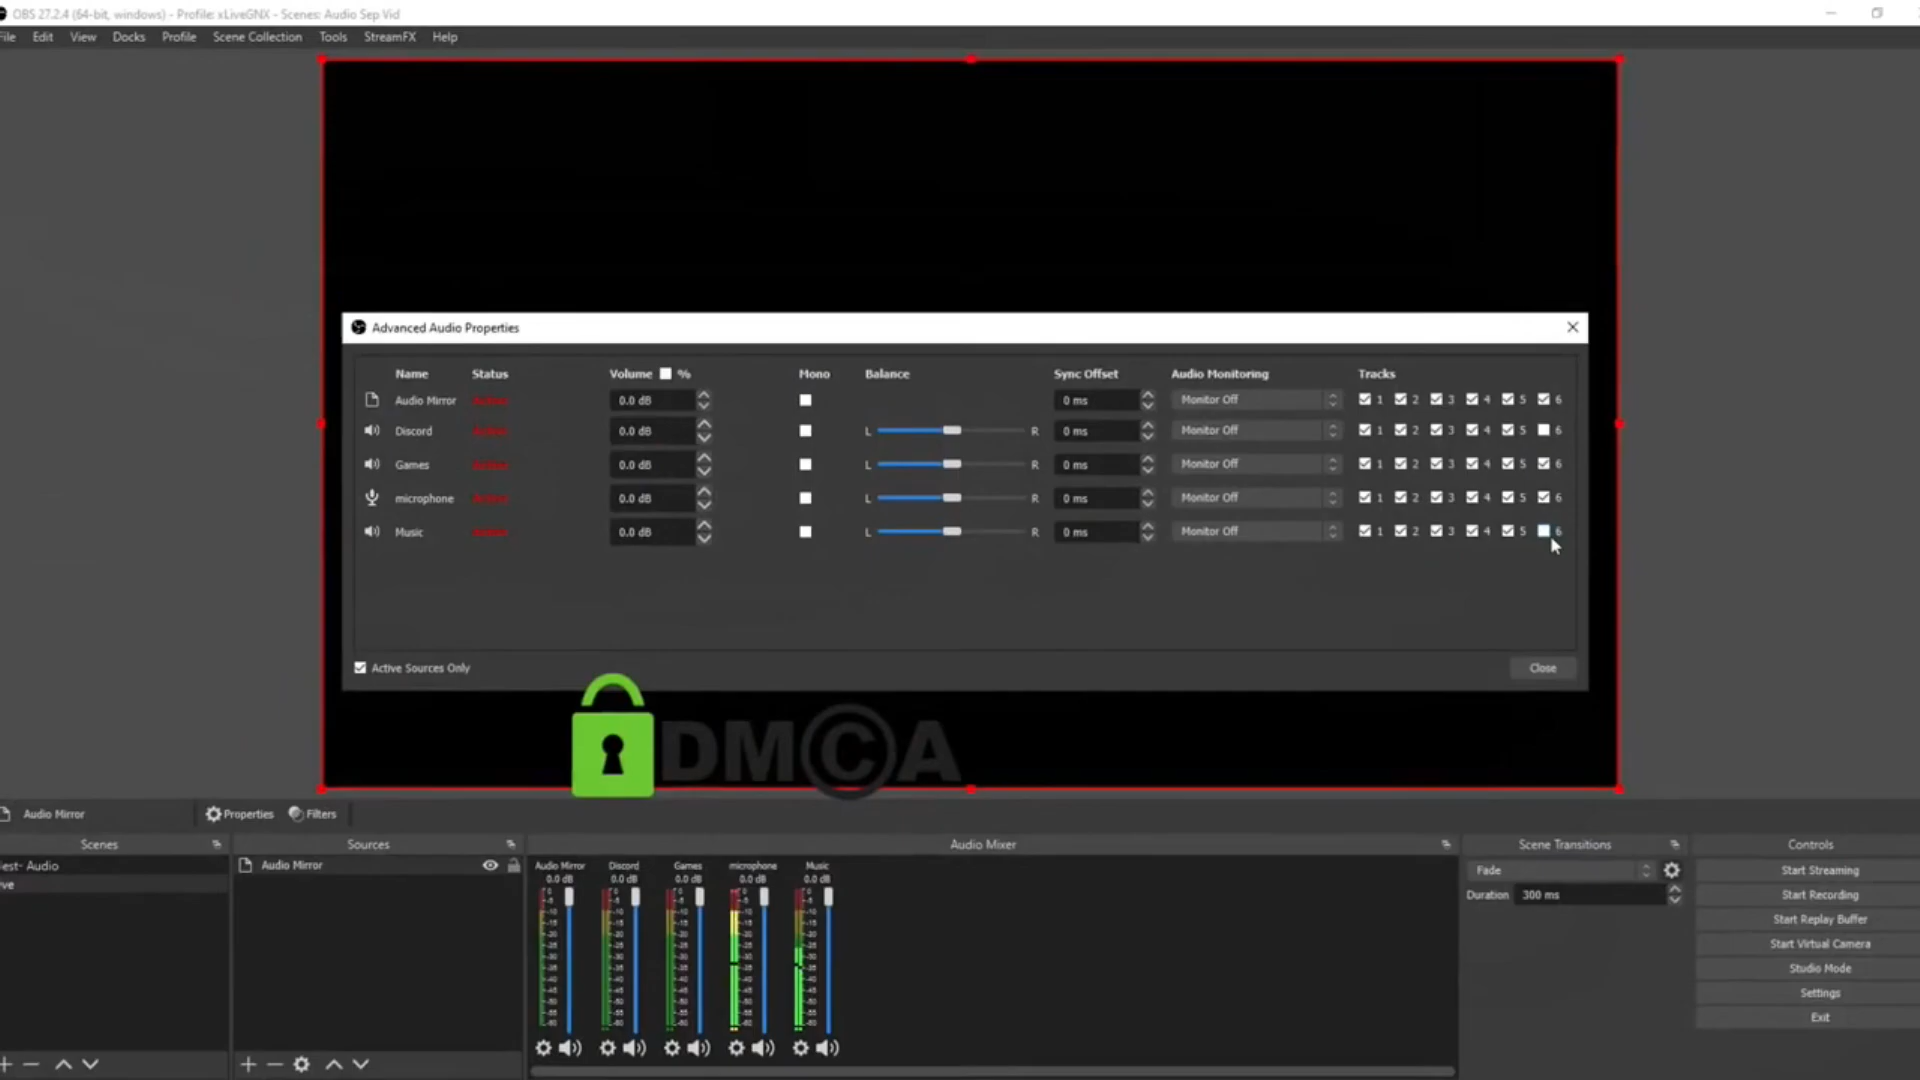 OBS 27.2.4 (64-bit, windows) - Profile: xLiveGNX - Scenes: Audio Sep Vid
File Edit View Docks Profile Scene Collection Tools StreamFX Help
Advanced Audio Properties
Name Status Volume % Mono Balance Sync Offset Audio Monitoring Tracks
Audio Mirror 0.0 dB 0 ms Monitor Off 1 2 3 4 5 6
Discord 0.0 dB L R 0 ms Monitor Off 1 2 3 4 5 6
Games 0.0 dB L R 0 ms Monitor Off 1 2 3 4 5 6
microphone 0.0 dB L R 0 ms Monitor Off 1 2 3 4 5 6
Music 0.0 dB L R 0 ms Monitor Off 1 2 3 4 5 6
Active Sources Only Close
DMCA
Audio Mirror Properties Filters
Scenes Sources Audio Mixer Scene Transitions Controls
est- Audio
ve
Audio Mirror
Audio Mirror Discord Games microphone Music
0.0 dB 0.0 dB 0.0 dB 0.0 dB 0.0 dB
Fade
Duration 300 ms
Start Streaming
Start Recording
Start Replay Buffer
Start Virtual Camera
Studio Mode
Settings
Exit